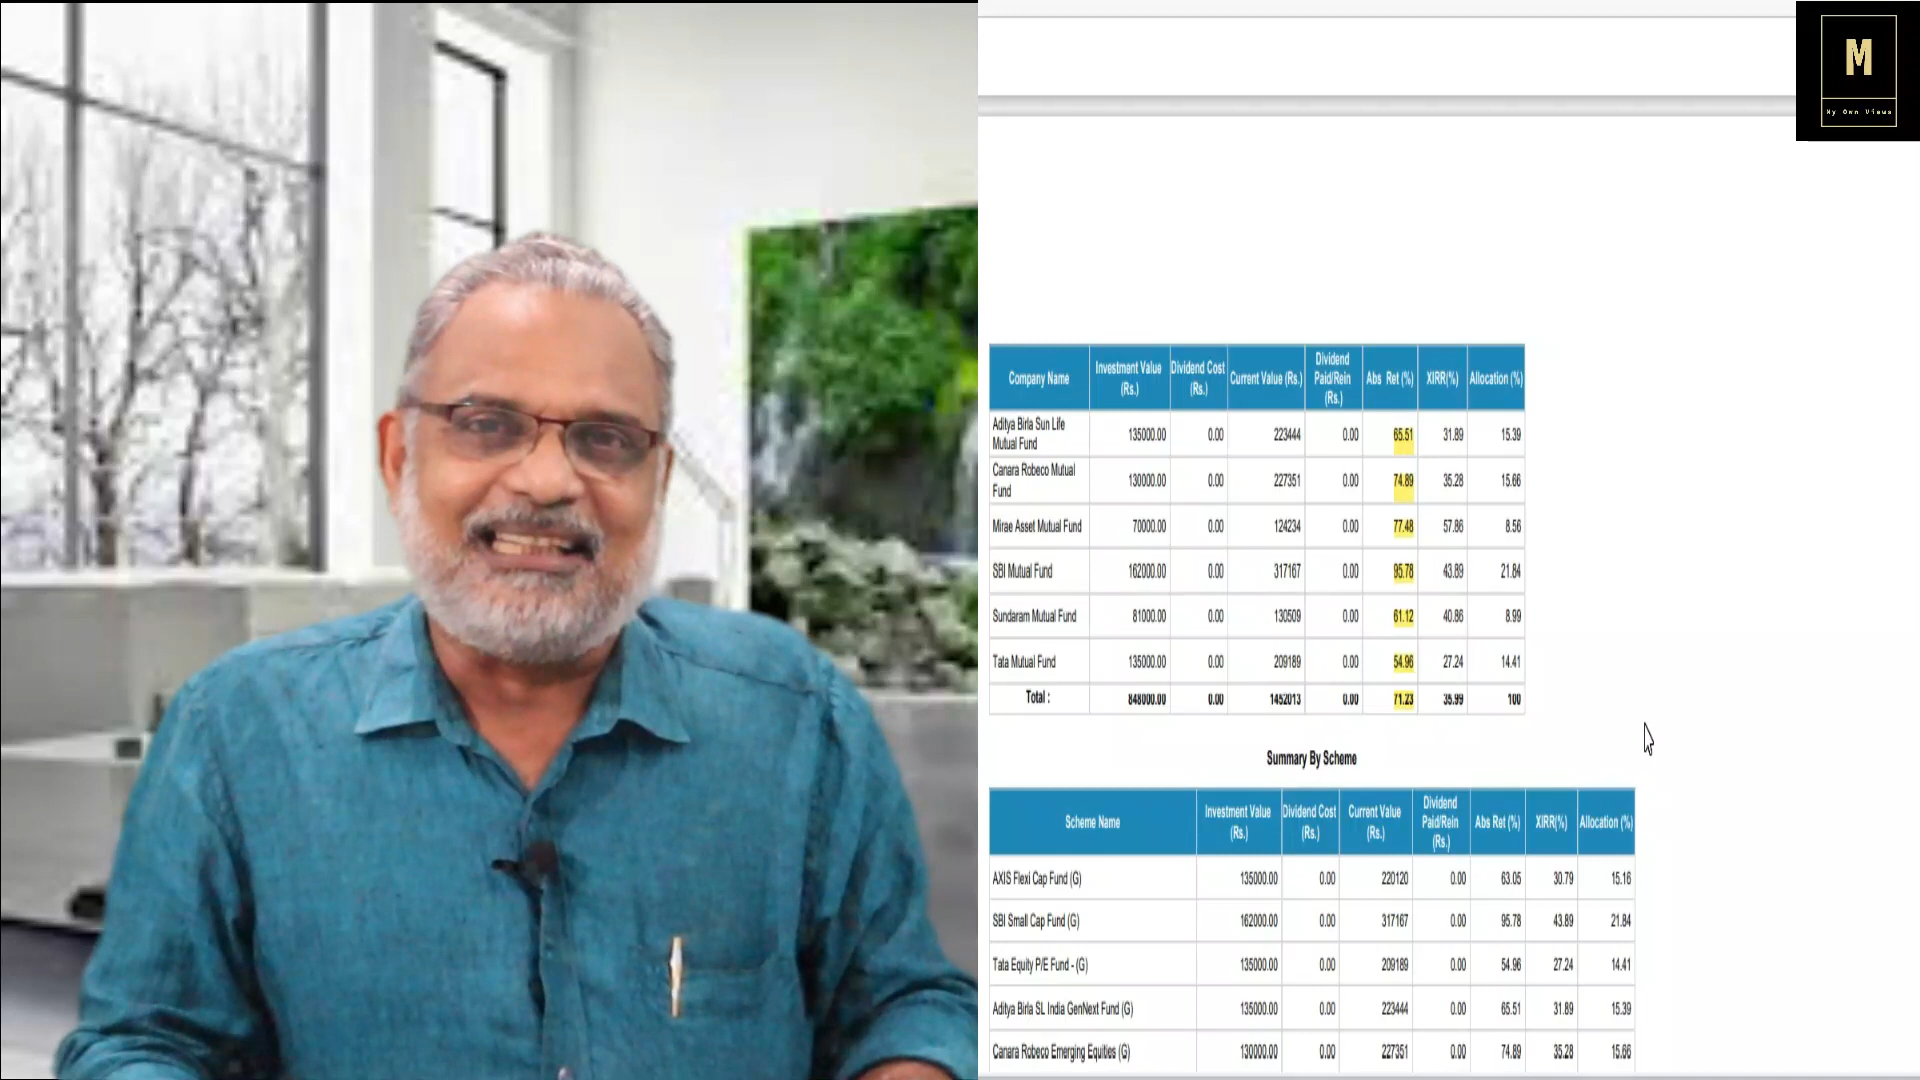 M
My Own Views
Company Name Investment Value (Rs.) Dividend Cost (Rs.) Current Value (Rs.) Dividend Paid/Rein (Rs.) Abs Ret (%) XIRR(%) Allocation (%)
Aditya Birla Sun Life Mutual Fund 135000.00 0.00 223444 0.00 65.51 31.89 15.39
Canara Robeco Mutual Fund 130000.00 0.00 227351 0.00 74.89 35.28 15.66
Mirae Asset Mutual Fund 70000.00 0.00 124234 0.00 77.48 57.86 8.56
SBI Mutual Fund 162000.00 0.00 317167 0.00 95.78 43.89 21.84
Sundaram Mutual Fund 81000.00 0.00 130509 0.00 61.12 40.86 8.99
Tata Mutual Fund 135000.00 0.00 209189 0.00 54.96 27.24 14.41
Total : 848000.00 0.00 1452013 0.00 71.23 35.99 100
Summary By Scheme
Scheme Name Investment Value (Rs.) Dividend Cost (Rs.) Current Value (Rs.) Dividend Paid/Rein (Rs.) Abs Ret (%) XIRR(%) Allocation (%)
AXIS Flexi Cap Fund (G) 135000.00 0.00 220120 0.00 63.05 30.79 15.16
SBI Small Cap Fund (G) 162000.00 0.00 317167 0.00 95.78 43.89 21.84
Tata Equity P/E Fund - (G) 135000.00 0.00 209189 0.00 54.96 27.24 14.41
Aditya Birla SL India GenNext Fund (G) 135000.00 0.00 223444 0.00 65.51 31.89 15.39
Canara Robeco Emerging Equities (G) 130000.00 0.00 227351 0.00 74.89 35.28 15.66